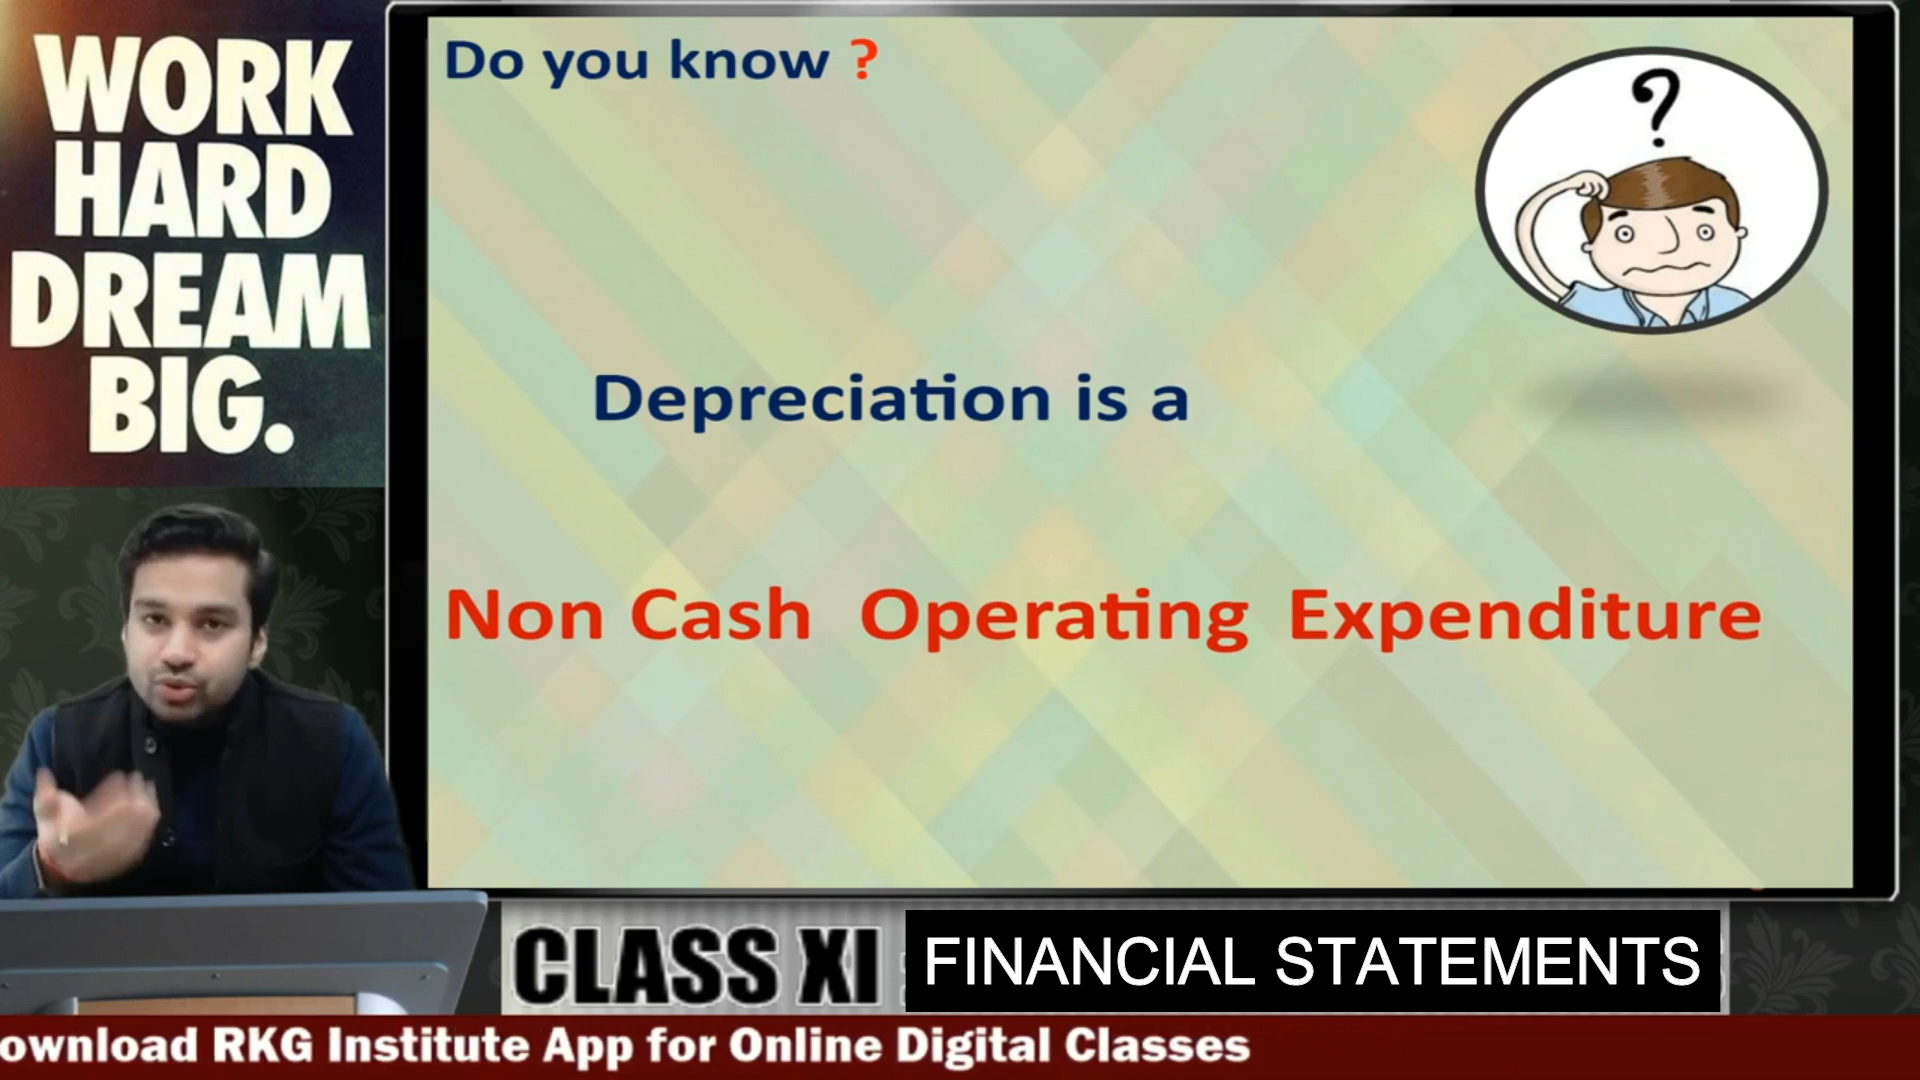 WORK
HARD
DREAM
BIG.
Do you know ?
?
Depreciation is a
Non Cash Operating Expenditure
CLASS XI
FINANCIAL STATEMENTS
ownload RKG Institute App for Online Digital Classes